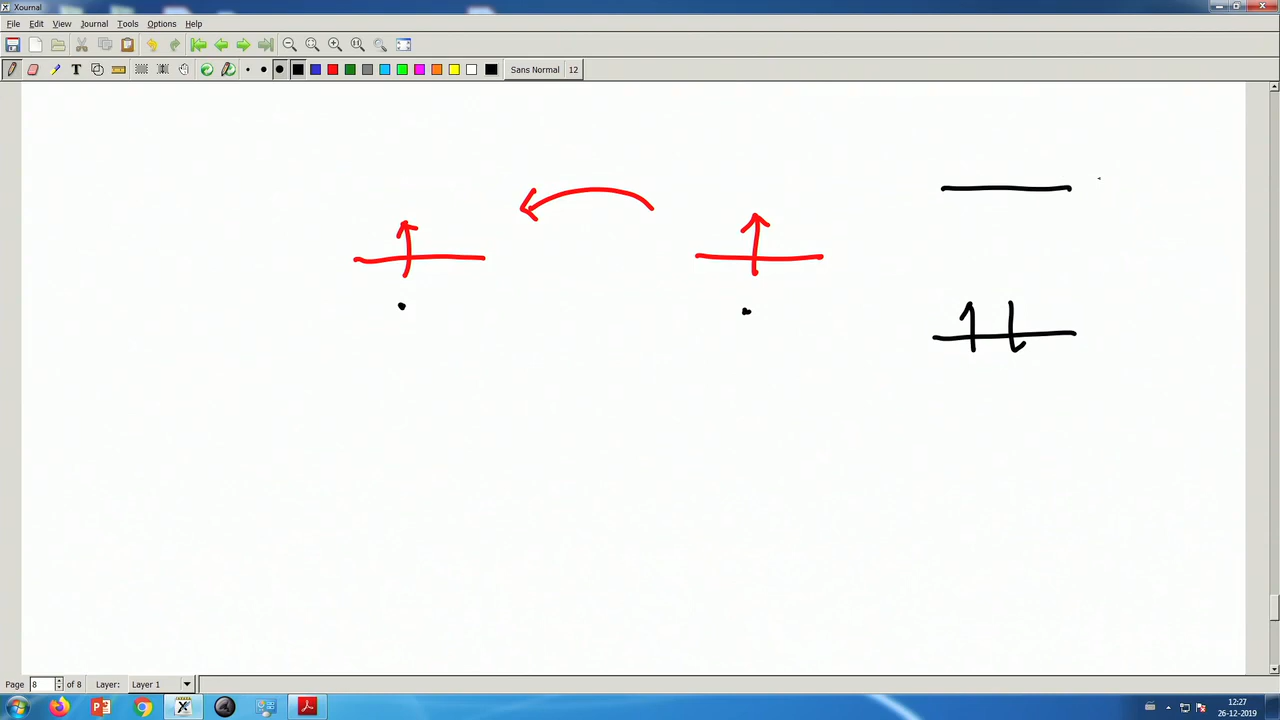 Xournal
File Edit View Journal Tools Options Help
Sans Normal 12
Page 8 of 8 Layer: Layer 1
12:27
26-12-2019